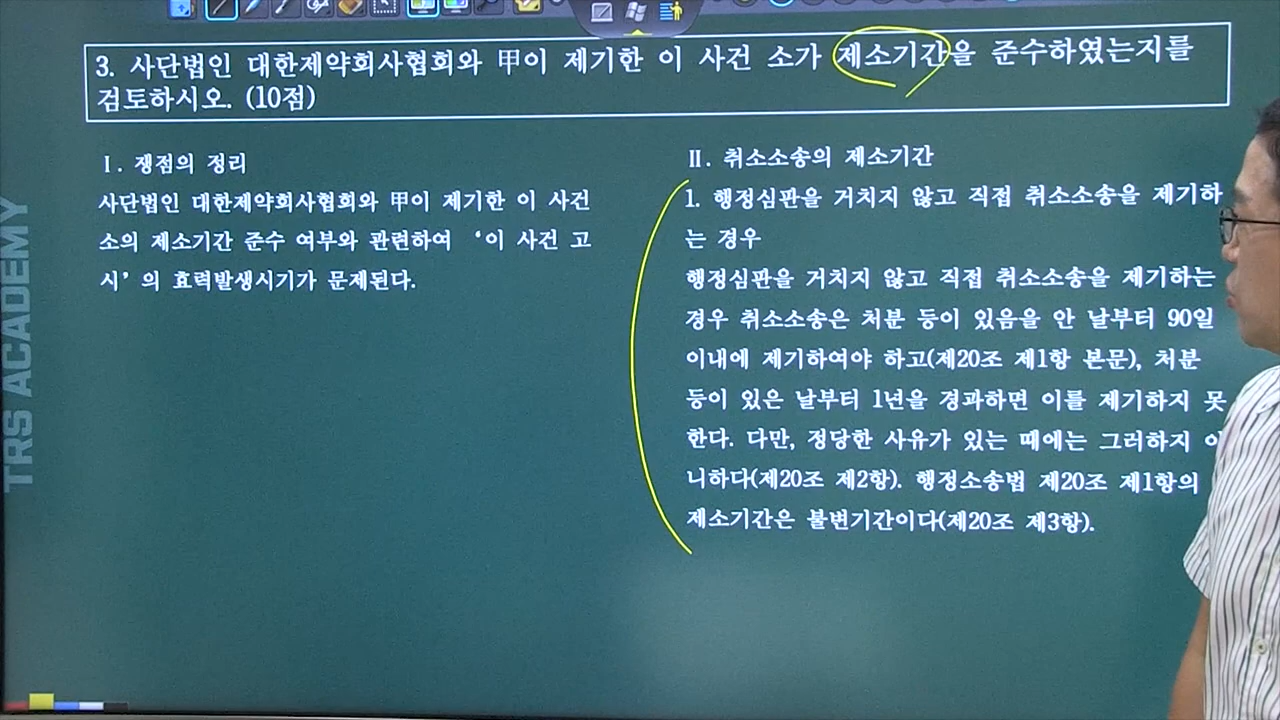 3. 사단법인 대한제약회사협회와 甲이 제기한 이 사건 소가 제소기간을 준수하였는지를
검토하시오. (10점)
Ⅰ. 쟁점의 정리
사단법인 대한제약회사협회와 甲이 제기한 이 사건
소의 제소기간 준수 여부와 관련하여 ‘이 사건 고
시’의 효력발생시기가 문제된다.
Ⅱ. 취소소송의 제소기간
1. 행정심판을 거치지 않고 직접 취소소송을 제기하
는 경우
행정심판을 거치지 않고 직접 취소소송을 제기하는
경우 취소소송은 처분 등이 있음을 안 날부터 90일
이내에 제기하여야 하고(제20조 제1항 본문), 처분
등이 있은 날부터 1년을 경과하면 이를 제기하지 못
한다. 다만, 정당한 사유가 있는 때에는 그러하지 아
니하다(제20조 제2항). 행정소송법 제20조 제1항의
제소기간은 불변기간이다(제20조 제3항).
TRS ACADEMY